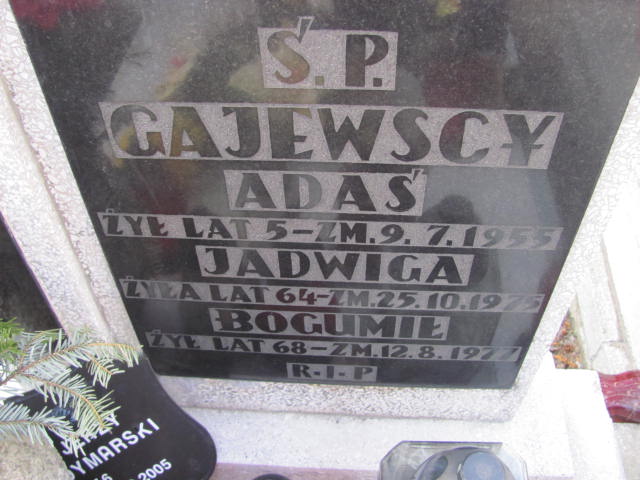 Ś. P.
GAJEWSCY
ADAŚ
ŻYŁ LAT 5-ZM. 9. 7. 1955
JADWIGA
ŻYŁA LAT 64-ZM. 25. 10. 1975
BOGUMIŁ
ŻYŁ LAT 68-ZM. 12. 8. 1977
R. I. P
YMARSKI
2005